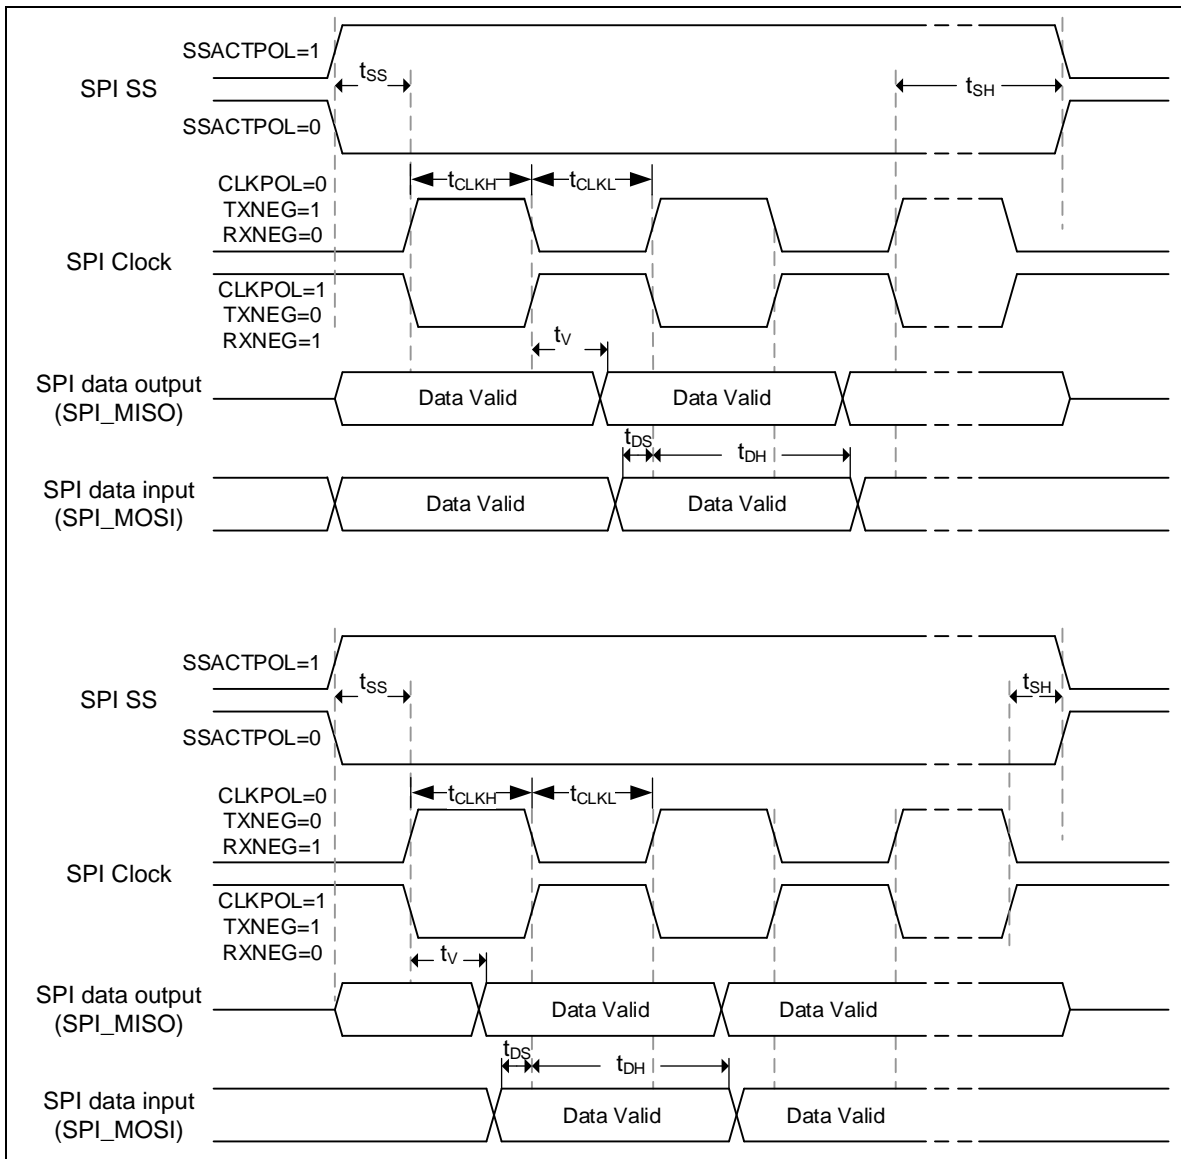 SSACTPOL=1
SPI SS
tSS
tSH
SSACTPOL=0
CLKPOL=0
TXNEG=1
RXNEG=0
tCLKH
tCLKL
SPI Clock
CLKPOL=1
TXNEG=0
RXNEG=1
tV
SPI data output
(SPI_MISO)
Data Valid
Data Valid
tDS
tDH
SPI data input
(SPI_MOSI)
Data Valid
Data Valid
SSACTPOL=1
SPI SS
tSS
tSH
SSACTPOL=0
CLKPOL=0
TXNEG=0
RXNEG=1
tCLKH
tCLKL
SPI Clock
CLKPOL=1
TXNEG=1
RXNEG=0
tV
SPI data output
(SPI_MISO)
Data Valid
Data Valid
tDS
tDH
SPI data input
(SPI_MOSI)
Data Valid
Data Valid